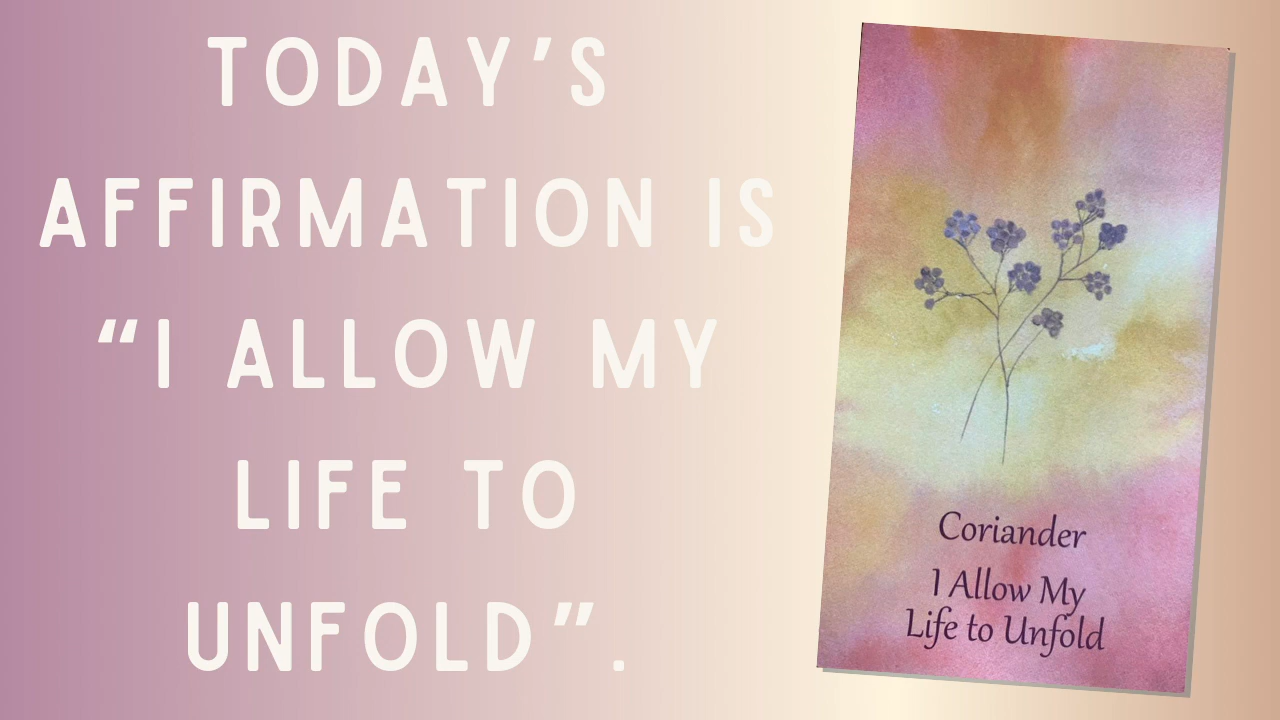 TODAY'S
AFFIRMATION IS
“I ALLOW MY
LIFE TO
UNFOLD”.
Coriander
I Allow My
Life to Unfold